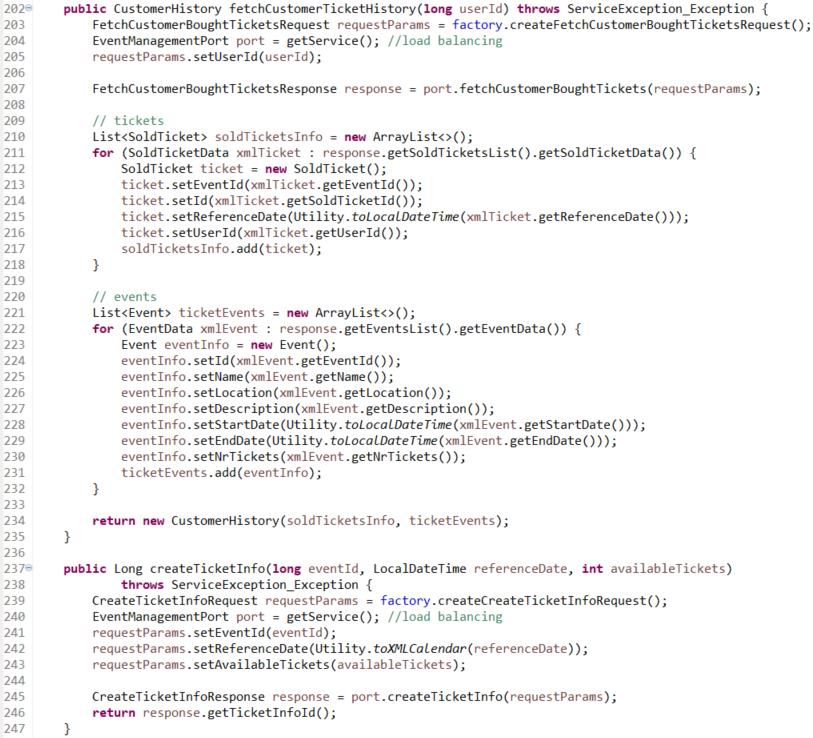 202 public CustomerHistory fetchCustomerTicketHistory(long userId) throws ServiceException_Exception {
203 FetchCustomerBoughtTicketsRequest requestParams = factory.createFetchCustomerBoughtTicketsRequest();
204 EventManagementPort port = getService(); //load balancing
205 requestParams.setUserId(userId);
206
207 FetchCustomerBoughtTicketsResponse response = port.fetchCustomerBoughtTickets(requestParams);
208
209 // tickets
210 List<SoldTicket> soldTicketsInfo = new ArrayList<>();
211 for (SoldTicketData xmlTicket : response.getSoldTicketsList().getSoldTicketData()) {
212 SoldTicket ticket = new SoldTicket();
213 ticket.setEventId(xmlTicket.getEventId());
214 ticket.setId(xmlTicket.getSoldTicketId());
215 ticket.setReferenceDate(Utility.toLocalDateTime(xmlTicket.getReferenceDate()));
216 ticket.setUserId(xmlTicket.getUserId());
217 soldTicketsInfo.add(ticket);
218 }
219
220 // events
221 List<Event> ticketEvents = new ArrayList<>();
222 for (EventData xmlEvent : response.getEventsList().getEventData()) {
223 Event eventInfo = new Event();
224 eventInfo.setId(xmlEvent.getEventId());
225 eventInfo.setName(xmlEvent.getName());
226 eventInfo.setLocation(xmlEvent.getLocation());
227 eventInfo.setDescription(xmlEvent.getDescription());
228 eventInfo.setStartDate(Utility.toLocalDateTime(xmlEvent.getStartDate()));
229 eventInfo.setEndDate(Utility.toLocalDateTime(xmlEvent.getEndDate()));
230 eventInfo.setNrTickets(xmlEvent.getNrTickets());
231 ticketEvents.add(eventInfo);
232 }
233
234 return new CustomerHistory(soldTicketsInfo, ticketEvents);
235 }
236
237 public Long createTicketInfo(long eventId, LocalDateTime referenceDate, int availableTickets)
238 throws ServiceException_Exception {
239 CreateTicketInfoRequest requestParams = factory.createCreateTicketInfoRequest();
240 EventManagementPort port = getService(); //load balancing
241 requestParams.setEventId(eventId);
242 requestParams.setReferenceDate(Utility.toXMLCalendar(referenceDate));
243 requestParams.setAvailableTickets(availableTickets);
244
245 CreateTicketInfoResponse response = port.createTicketInfo(requestParams);
246 return response.getTicketInfoId();
247 }